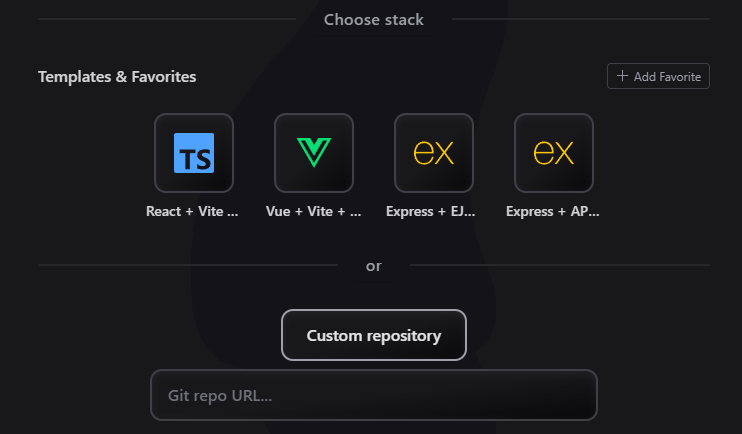 Choose stack
Templates & Favorites
+ Add Favorite
TS
ex
ex
React + Vite ...
Vue + Vite + ...
Express + EJ...
Express + AP...
or
Custom repository
Git repo URL...